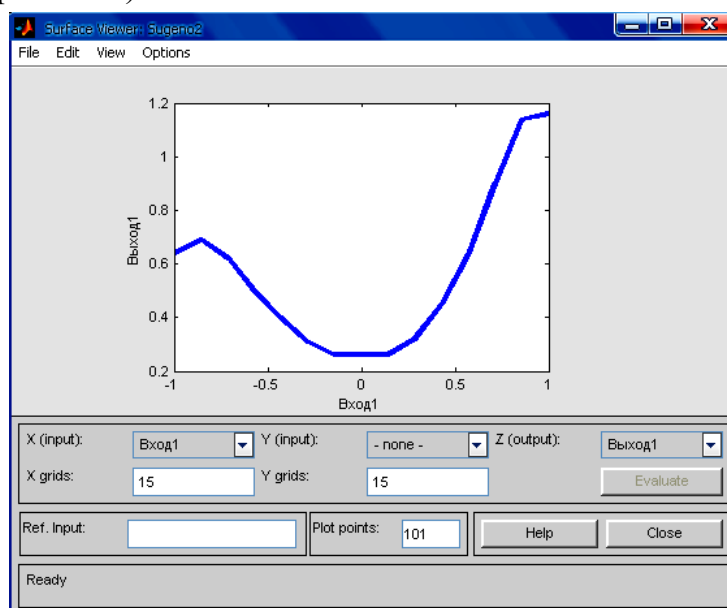 Surface Viewer: Sugeno2
File Edit View Options
1.2
1
0.8
0.6
0.4
0.2
Выход1
-1 -0.5 0 0.5 1
Вход1
X (input): Вход1 Y (input): - none - Z (output): Выход1
X grids: 15 Y grids: 15 Evaluate
Ref. Input: Plot points: 101 Help Close
Ready